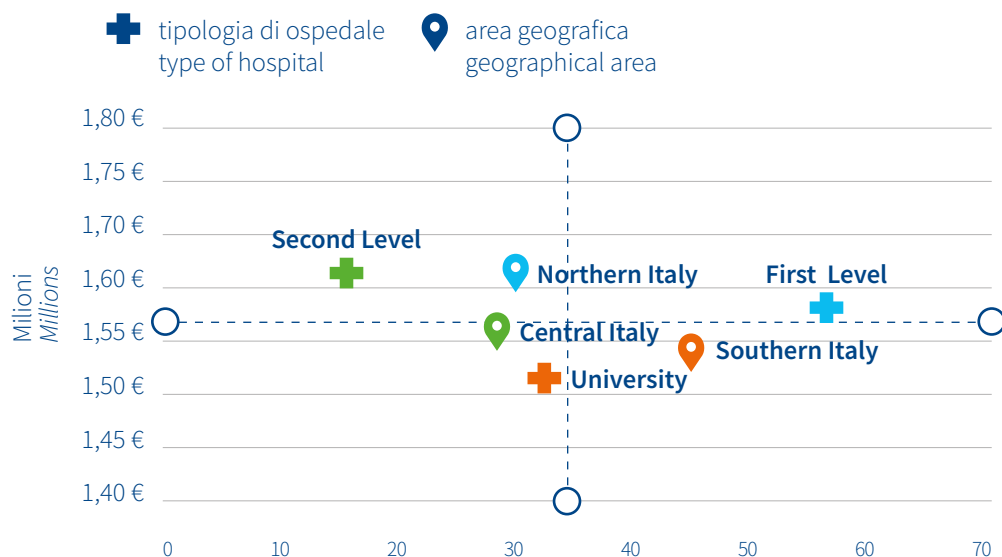 tipologia di ospedale
type of hospital
area geografica
geographical area
1,80 €
1,75 €
1,70 €
1,60 €
1,55 €
1,50 €
1,45 €
1,40 €
Milioni
Millions
Second Level
Northern Italy
First Level
Central Italy
Southern Italy
University
0 10 20 30 40 50 60 70